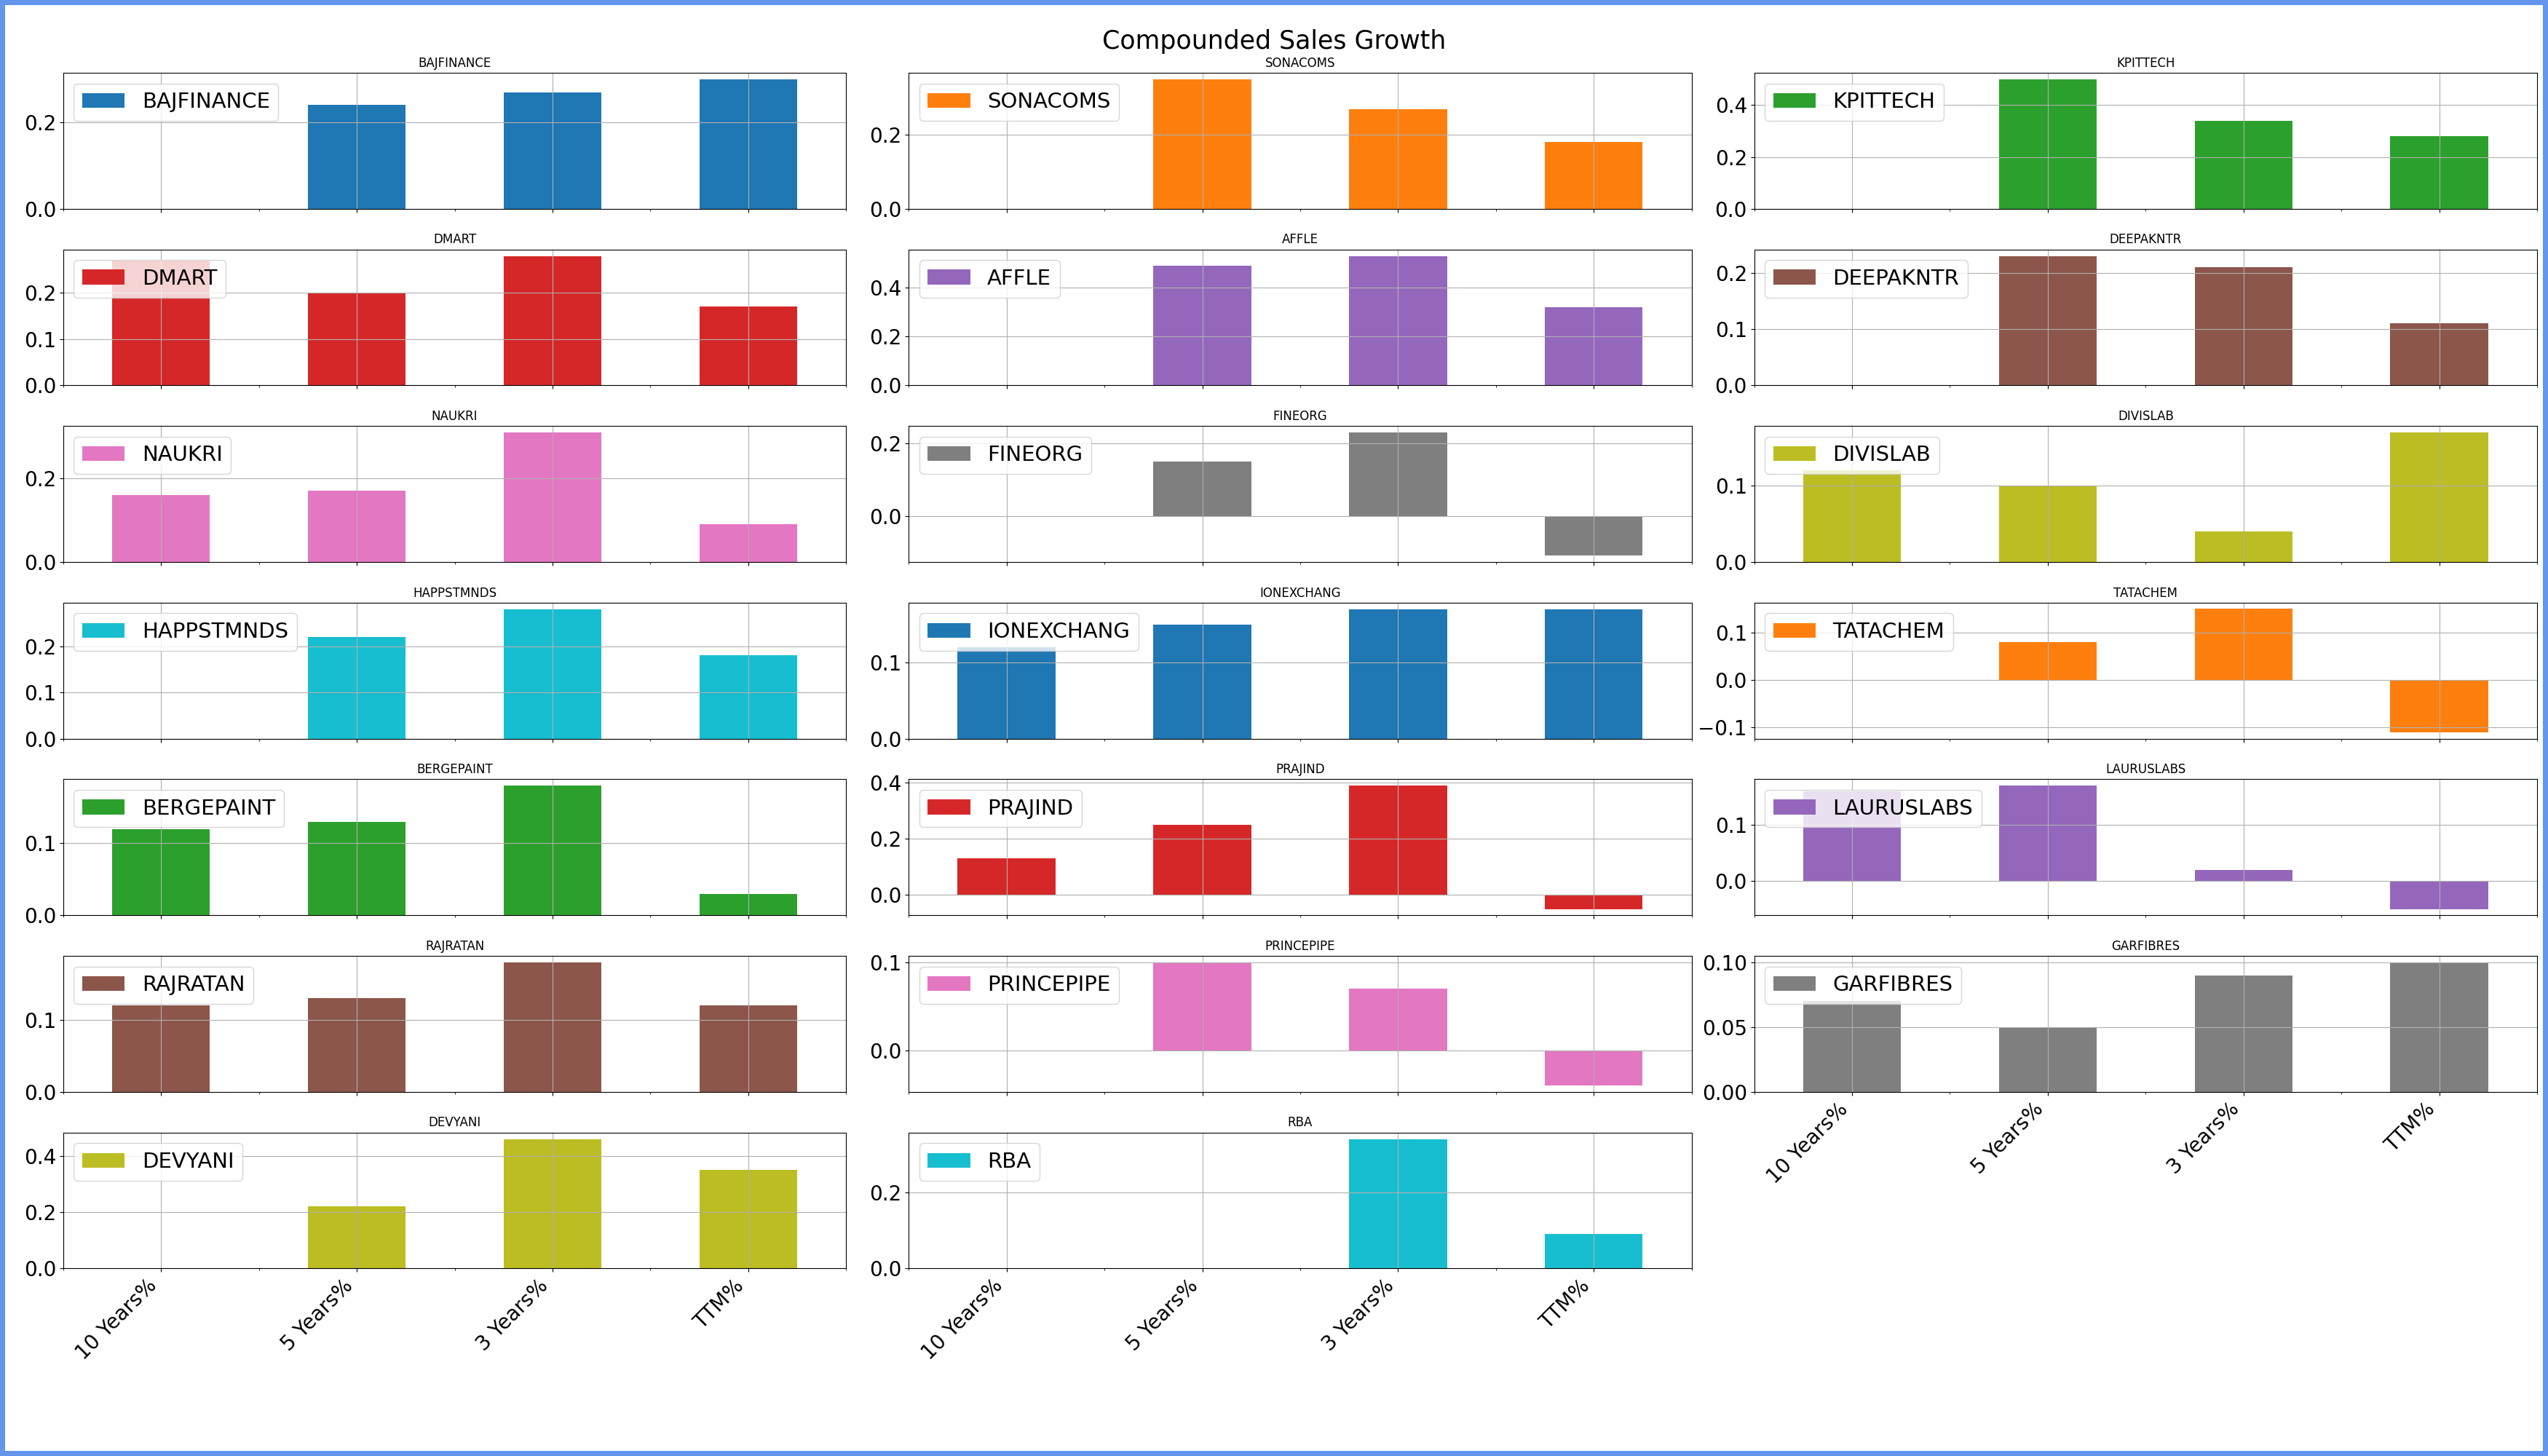 Compounded Sales Growth
BAJFINANCE
BAJFINANCE
0.2
0.0
SONACOMS
SONACOMS
0.2
0.0
KPITTECH
KPITTECH
0.4
0.2
0.0
DMART
DMART
0.2
0.1
0.0
AFFLE
AFFLE
0.4
0.2
0.0
DEEPAKNTR
DEEPAKNTR
0.2
0.1
0.0
NAUKRI
NAUKRI
0.2
0.0
FINEORG
FINEORG
0.2
0.0
DIVISLAB
DIVISLAB
0.1
0.0
HAPPSTMNDS
HAPPSTMNDS
0.2
0.1
0.0
IONEXCHANG
IONEXCHANG
0.1
0.0
TATACHEM
TATACHEM
0.1
0.0
−0.1
BERGEPAINT
BERGEPAINT
0.1
0.0
PRAJIND
PRAJIND
0.4
0.2
0.0
LAURUSLABS
LAURUSLABS
0.1
0.0
RAJRATAN
RAJRATAN
0.1
0.0
PRINCEPIPE
PRINCEPIPE
0.1
0.0
GARFIBRES
GARFIBRES
0.10
0.05
0.00
10 Years%
5 Years%
3 Years%
TTM%
DEVYANI
DEVYANI
0.4
0.2
0.0
10 Years%
5 Years%
3 Years%
TTM%
RBA
RBA
0.2
0.0
10 Years%
5 Years%
3 Years%
TTM%